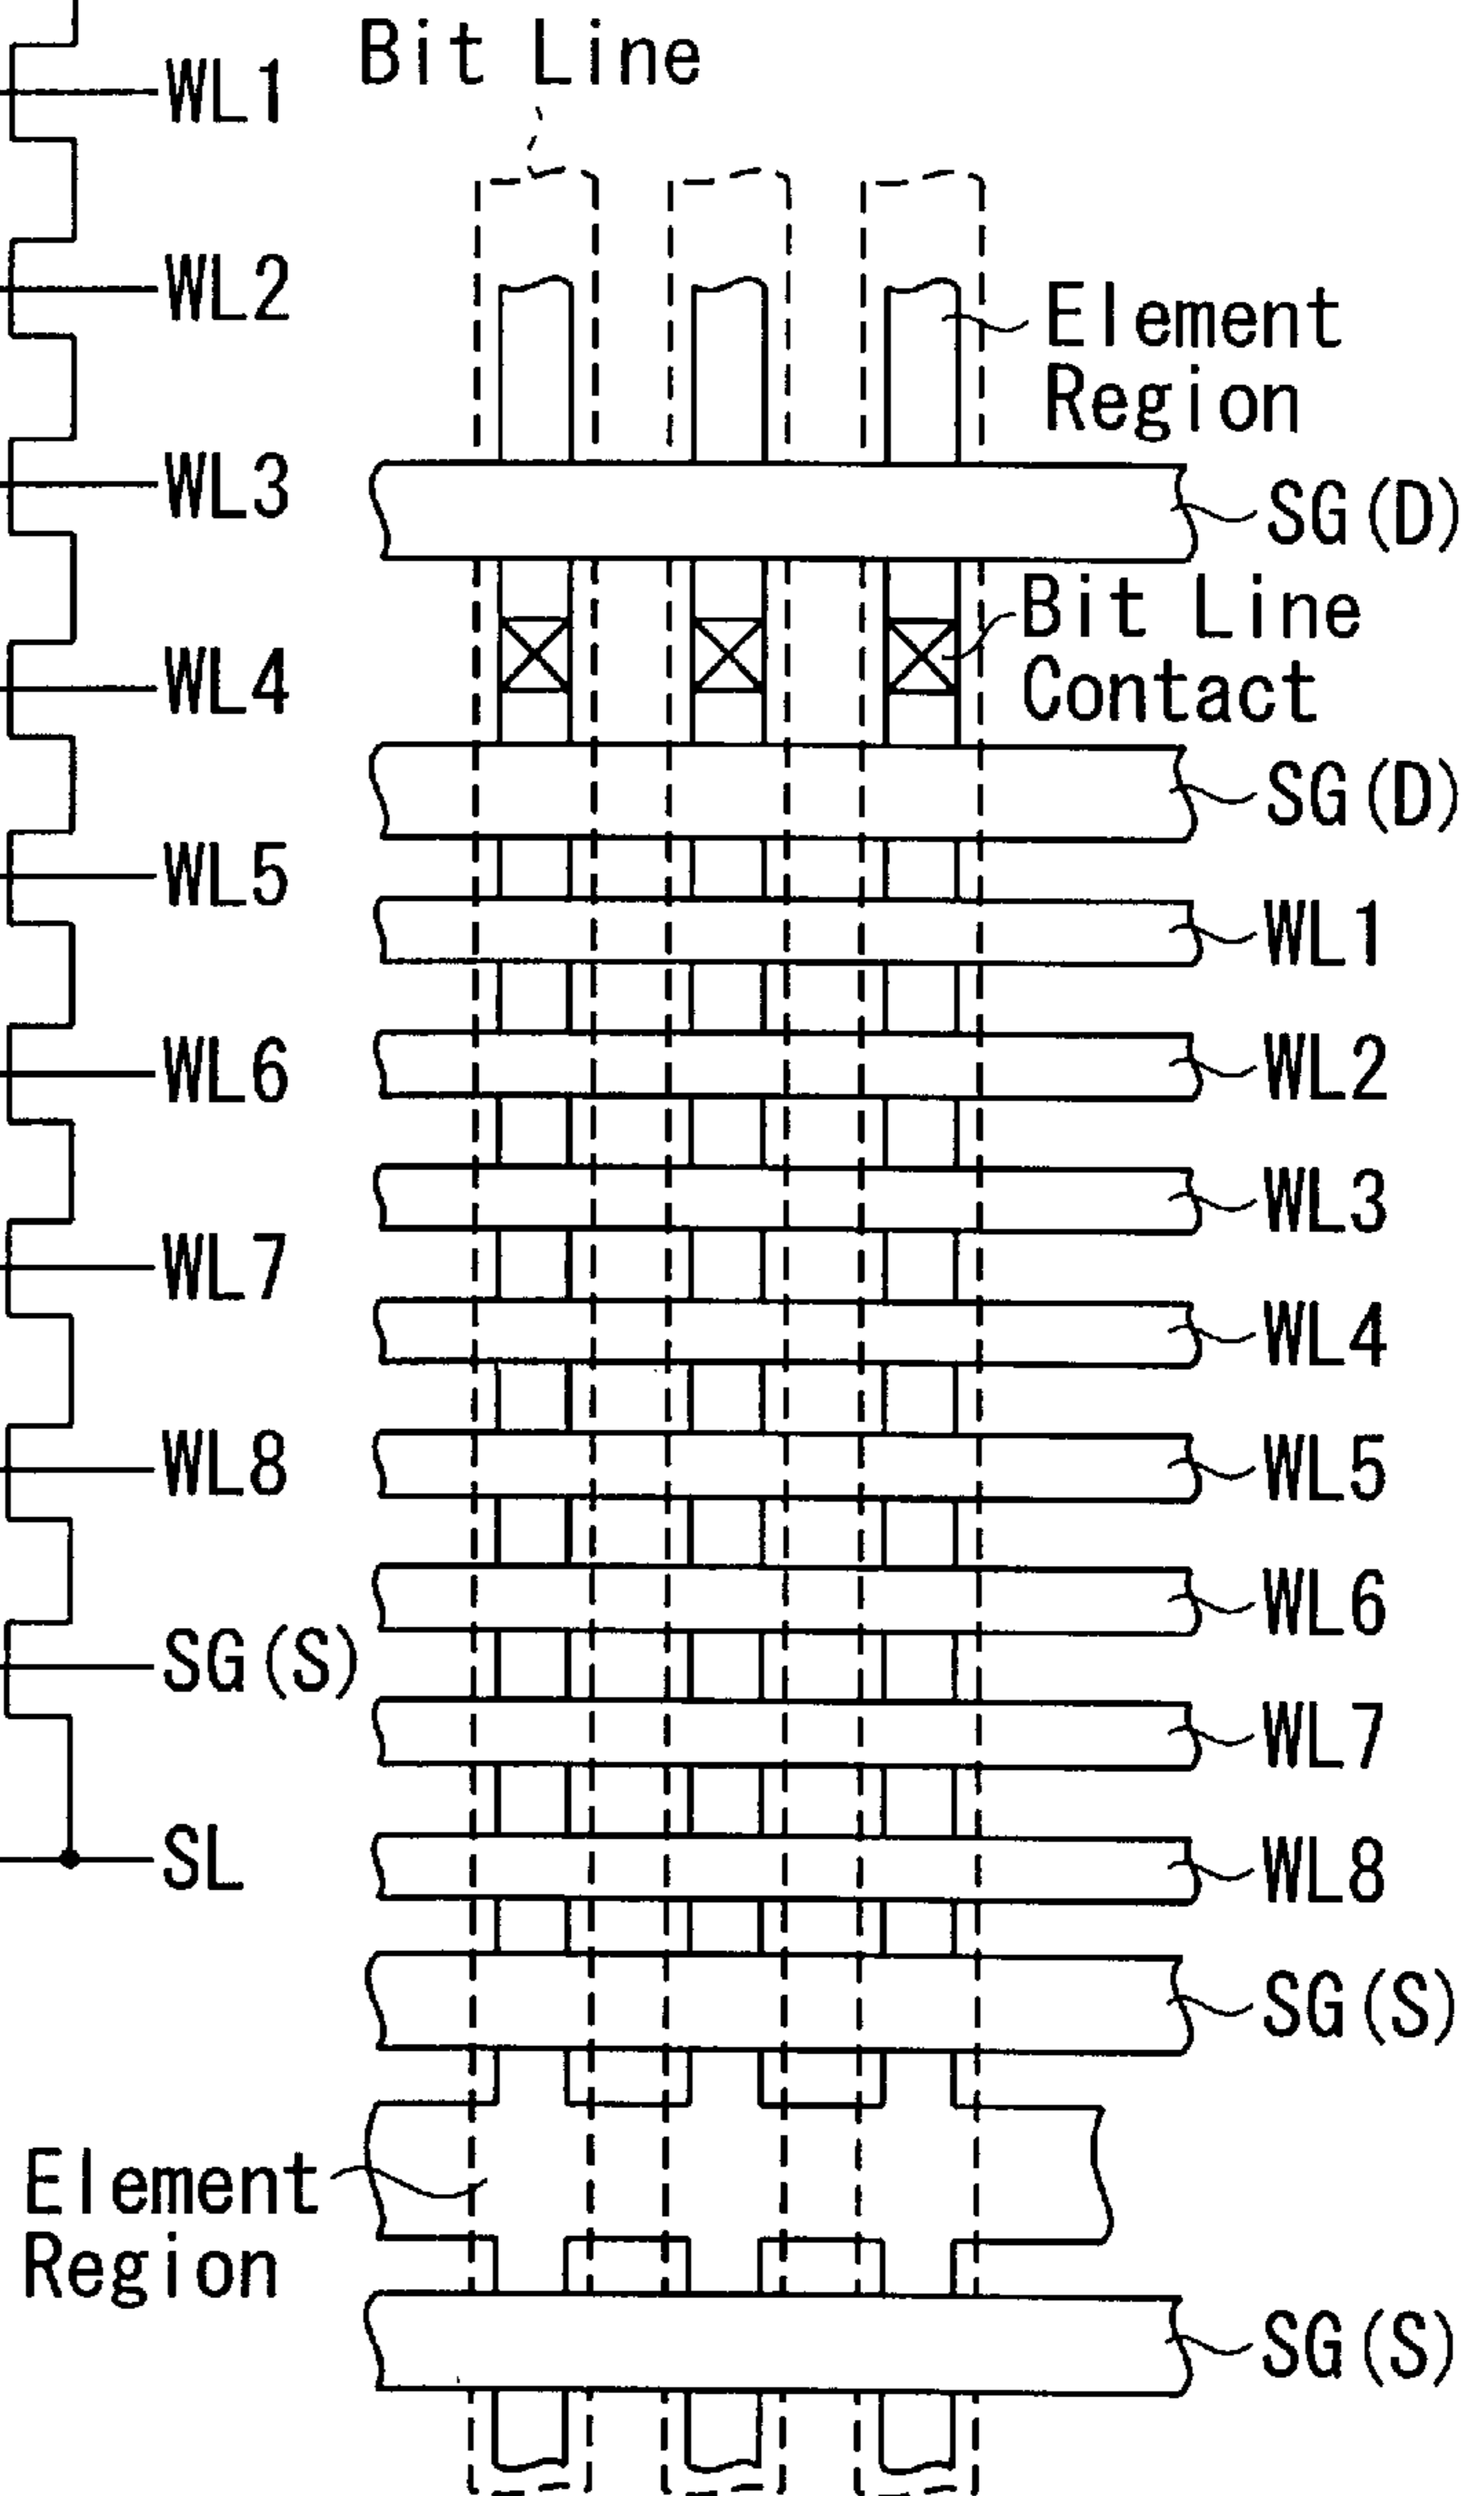 WL1
WL2
WL3
WL4
WL5
WL6
WL7
WL8
SG(S)
SL
Bit Line
Element
Region
SG(D)
Bit Line
Contact
SG(D)
WL1
WL2
WL3
WL4
WL5
WL6
WL7
WL8
SG(S)
Element
Region
SG(S)